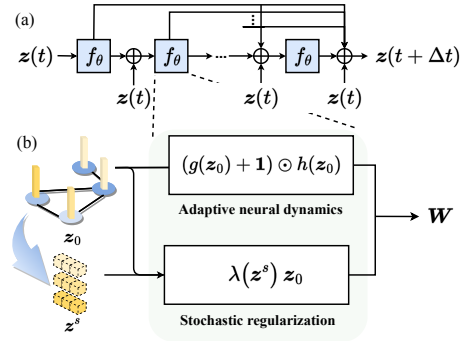 (a)
z(t) f_θ f_θ ... f_θ z(t + Δt)
z(t) z(t) z(t)
(b)
(g(z_0) + 1) ⊙ h(z_0)
Adaptive neural dynamics
z_0
W
λ(z^s) z_0
z^s
Stochastic regularization